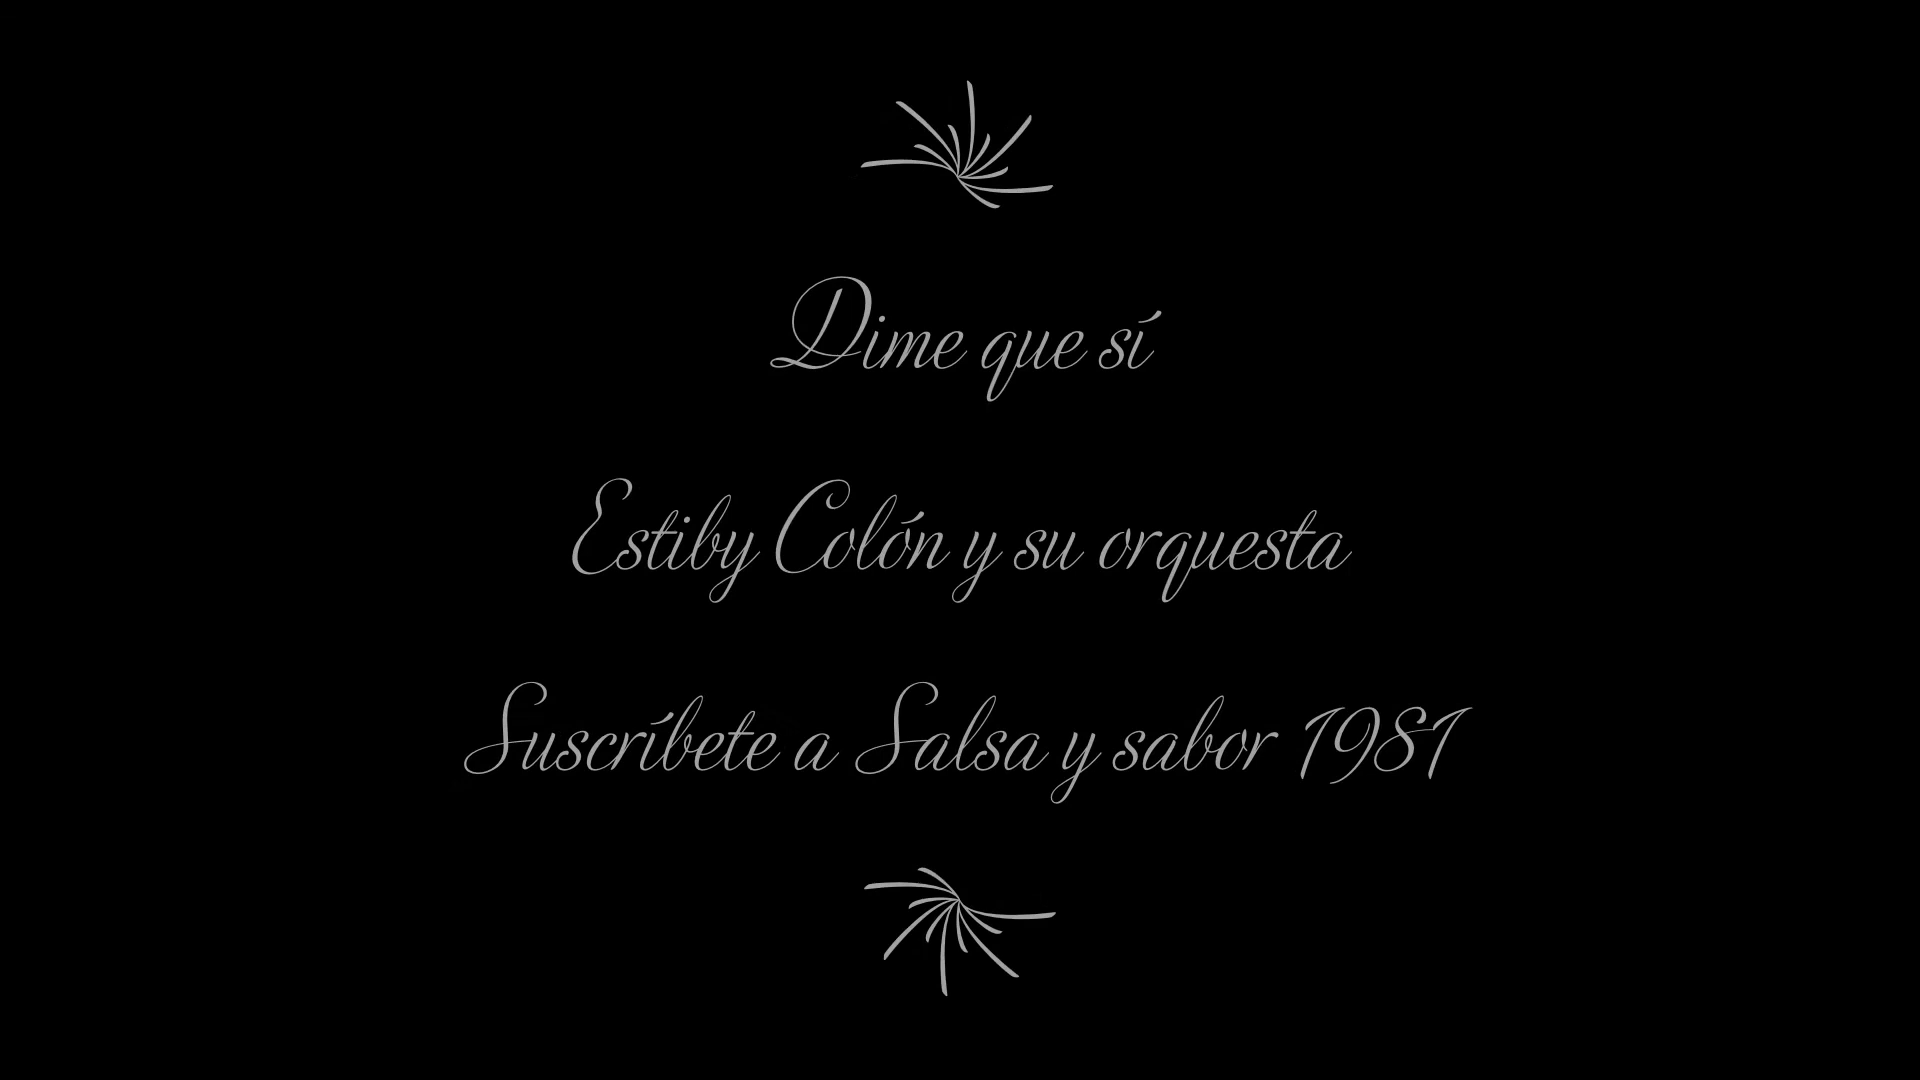 Dime que sí
Estiby Colón y su orquesta
Suscríbete a Salsa y sabor 1981